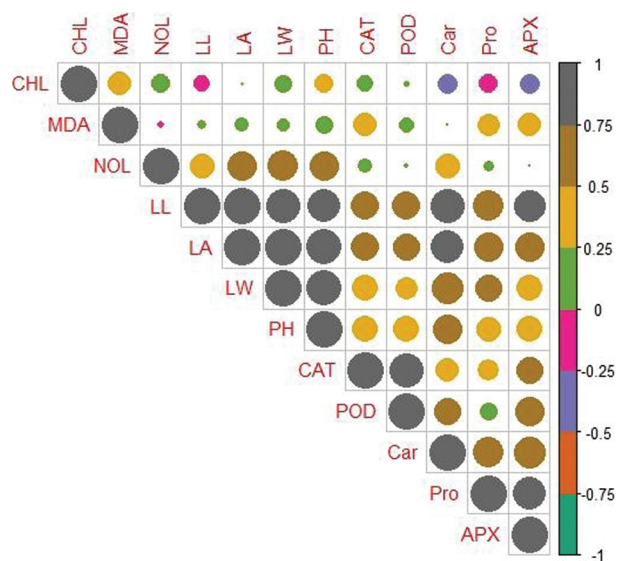 CHL MDA NOL LL LA LW PH CAT POD Car Pro APX
CHL
MDA
NOL
LL
LA
LW
PH
CAT
POD
Car
Pro
APX
1
0.75
0.5
0.25
0
-0.25
-0.5
-0.75
-1